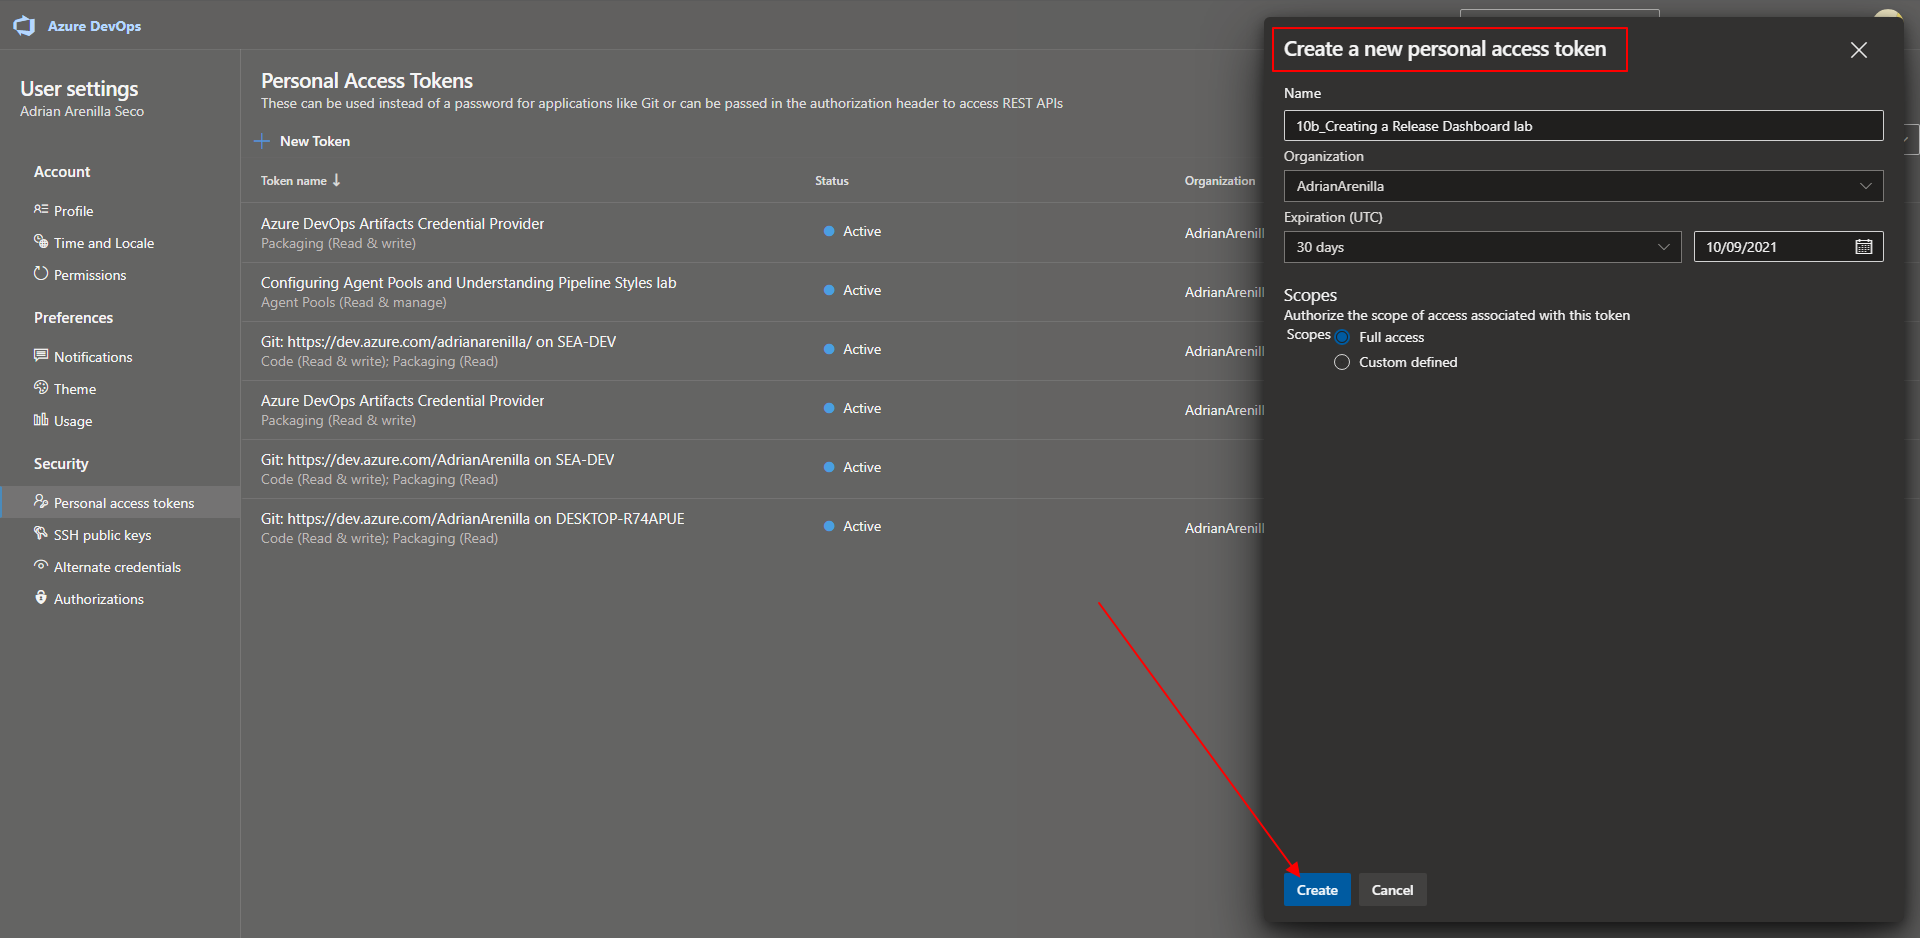 Azure DevOps
User settings
Adrian Arenilla Seco
Account
Profile
Time and Locale
Permissions
Preferences
Notifications
Theme
Usage
Security
Personal access tokens
SSH public keys
Alternate credentials
Authorizations
Personal Access Tokens
These can be used instead of a password for applications like Git or can be passed in the authorization header to access REST APIs
New Token
Token name Status Organization
Azure DevOps Artifacts Credential Provider
Packaging (Read & write)
Active
AdrianArenill
Configuring Agent Pools and Understanding Pipeline Styles lab
Agent Pools (Read & manage)
Active
AdrianArenill
Git: https://dev.azure.com/adrianarenilla/ on SEA-DEV
Code (Read & write); Packaging (Read)
Active
AdrianArenill
Azure DevOps Artifacts Credential Provider
Packaging (Read & write)
Active
AdrianArenill
Git: https://dev.azure.com/AdrianArenilla on SEA-DEV
Code (Read & write); Packaging (Read)
Active
Git: https://dev.azure.com/AdrianArenilla on DESKTOP-R74APUE
Code (Read & write); Packaging (Read)
Active
AdrianArenill
Create a new personal access token
Name
10b_Creating a Release Dashboard lab
Organization
AdrianArenilla
Expiration (UTC)
30 days 10/09/2021
Scopes
Authorize the scope of access associated with this token
Scopes Full access
Custom defined
Create Cancel